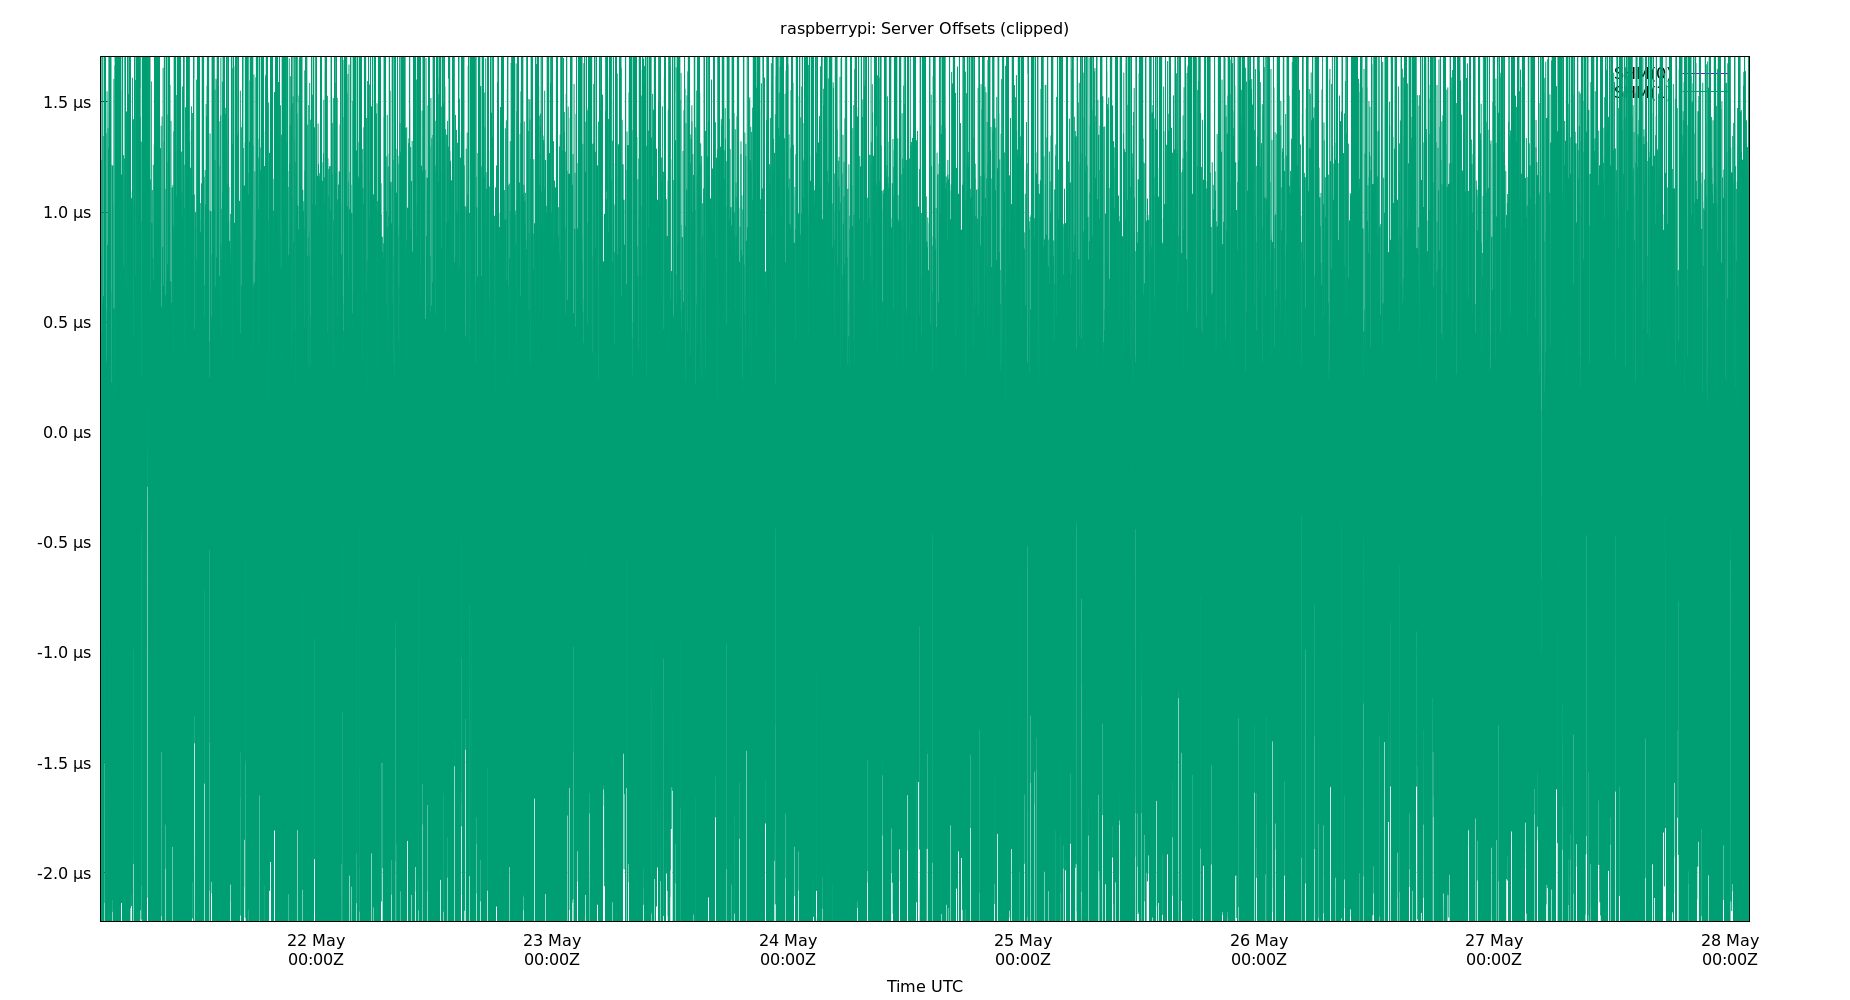 raspberrypi: Server Offsets (clipped)
SHM(0)
1.5 µs
1.0 µs
0.5 µs
0.0 µs
-0.5 µs
-1.0 µs
-1.5 µs
-2.0 µs
22 May 23 May 24 May 25 May 26 May 27 May 28 May
00:00Z 00:00Z 00:00Z 00:00Z 00:00Z 00:00Z 00:00Z
Time UTC